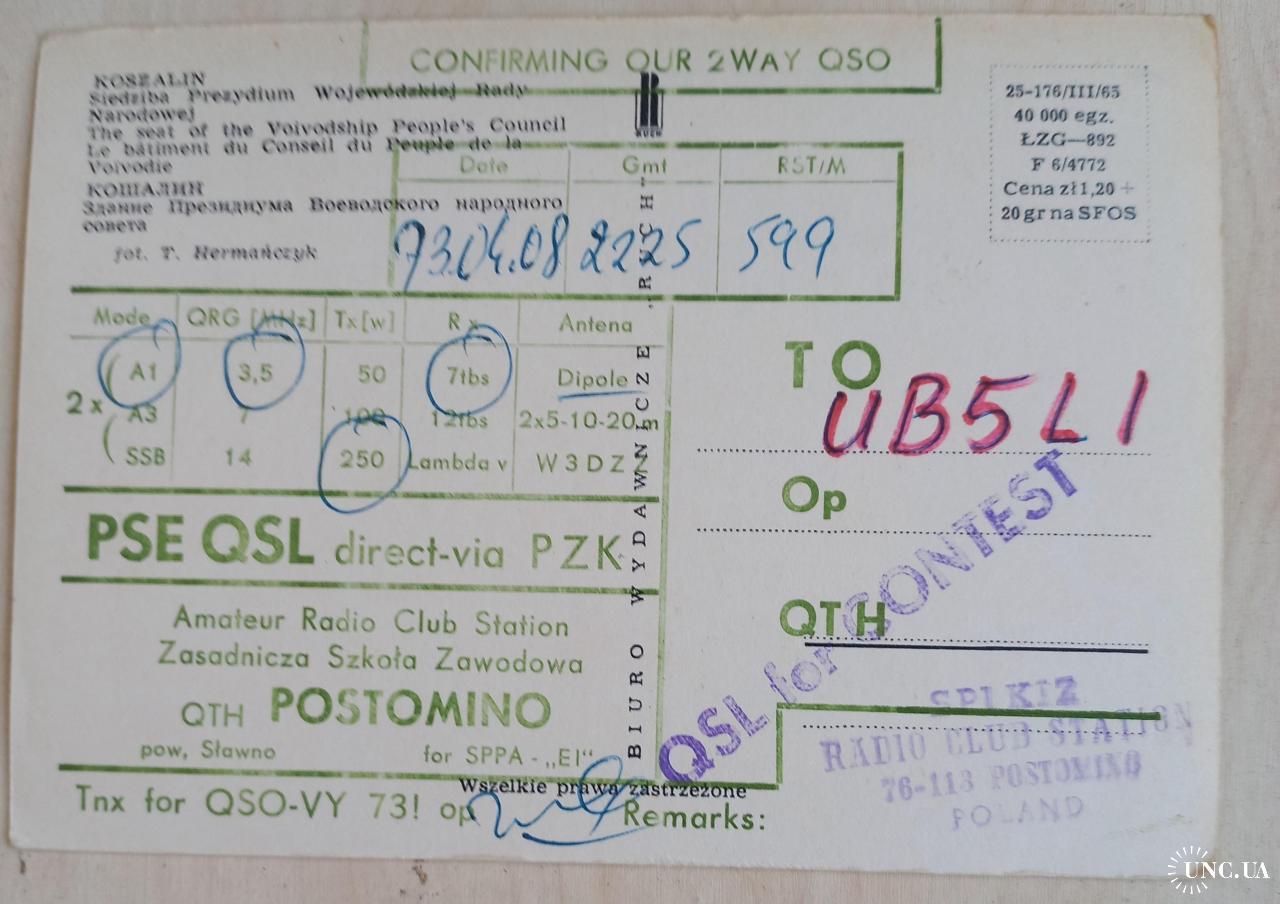 CONFIRMING OUR 2WAY QSO
KOSZALIN
Siedziba Prezydium Wojewódzkiej Rady
Narodowej
The seat of the Voivodship People's Council
Le bâtiment du Conseil du Peuple de la
Voivodie
КОШАЛИН
Здание Президиума Воеводского народного
совета
fot. T. Hermańczyk
RUCH
25-176/III/65
40 000 egz.
ŁZG—892
F 6/4772
Cena zł 1,20 +
20 gr na SFOS
Date Gmt RST/M
73.04.08 2225 599
Mode QRG [MHz] Tx[w] Rx Antena
A1 3,5 50 7tbs Dipole
2 x A3 7 100 12tbs 2x5-10-20m
SSB 14 250 Lambda v W3DZZ
PSE QSL direct-via PZK
Amateur Radio Club Station
Zasadnicza Szkoła Zawodowa
QTH POSTOMINO
pow, Sławno for SPPA - „EI"
Tnx for QSO-VY 73! op
Remarks:
Wszelkie prawa zastrzeżone
BIURO WYDAWNICZE „RUCH"
TO
UB5LI
Op
QTH
QSL for CONTEST
SP1KIZ
RADIO CLUB STATION
76-113 POSTOMINO
POLAND
UNC.UA